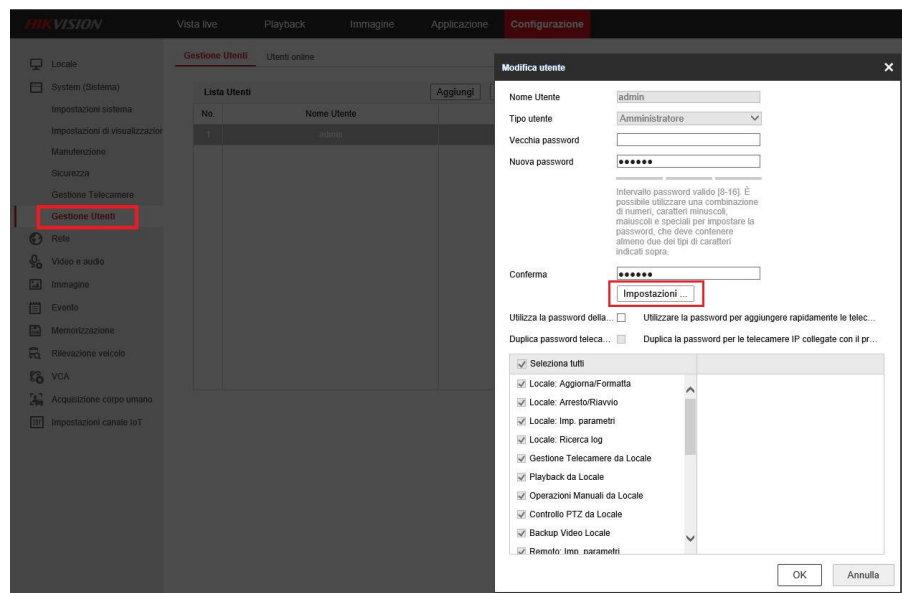 HIKVISION
Vista live
Playback
Immagine
Applicazione
Configurazione
Locale
System (Sistema)
Impostazioni sistema
Impostazioni di visualizzazior
Manutenzione
Sicurezza
Gestione Telecamere
Gestione Utenti
Rete
Video e audio
Immagine
Evento
Memorizzazione
Rilevazione veicolo
VCA
Acquisizione corpo umano
Impostazioni canale IoT
Gestione Utenti
Utenti online
Lista Utenti
Aggiungi
No.
Nome Utente
1
admin
Modifica utente
Nome Utente
admin
Tipo utente
Amministratore
Vecchia password
Nuova password
••••••
Intervallo password valido [8-16]. È
possibile utilizzare una combinazione
di numeri, caratteri minuscoli,
maiuscoli e speciali per impostare la
password, che deve contenere
almeno due dei tipi di caratteri
indicati sopra.
Conferma
••••••
Impostazioni ...
Utilizza la password della...
Utilizzare la password per aggiungere rapidamente le telec...
Duplica password teleca...
Duplica la password per le telecamere IP collegate con il pr...
Seleziona tutti
Locale: Aggiorna/Formatta
Locale: Arresto/Riavvio
Locale: Imp. parametri
Locale: Ricerca log
Gestione Telecamere da Locale
Playback da Locale
Operazioni Manuali da Locale
Controllo PTZ da Locale
Backup Video Locale
Remoto: Imp. parametri
OK
Annulla